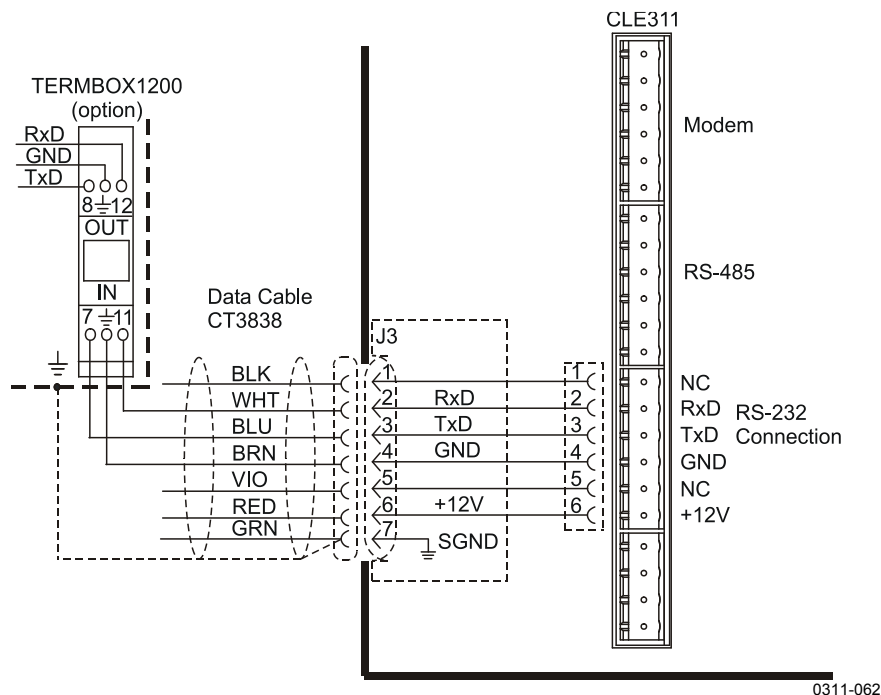 CLE311
TERMBOX1200
(option)
RxD
GND
TxD
8 12
OUT
IN
7 11
Modem
RS-485
Data Cable
CT3838
J3
BLK 1 1 NC
WHT 2 RxD 2 RxD
BLU 3 TxD 3 TxD
BRN 4 GND 4 GND
VIO 5 5 NC
RED 6 +12V 6 +12V
GRN 7 SGND
RS-232
Connection
0311-062